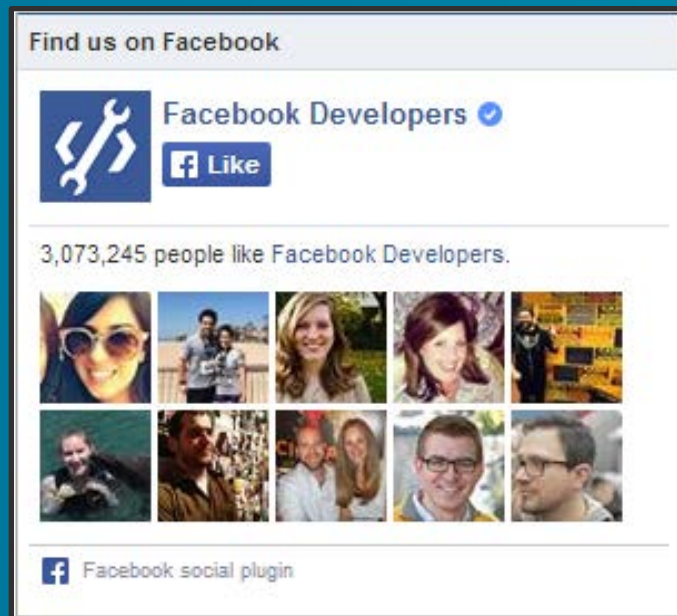 Find us on Facebook
Facebook Developers
Like
3,073,245 people like Facebook Developers.
Facebook social plugin